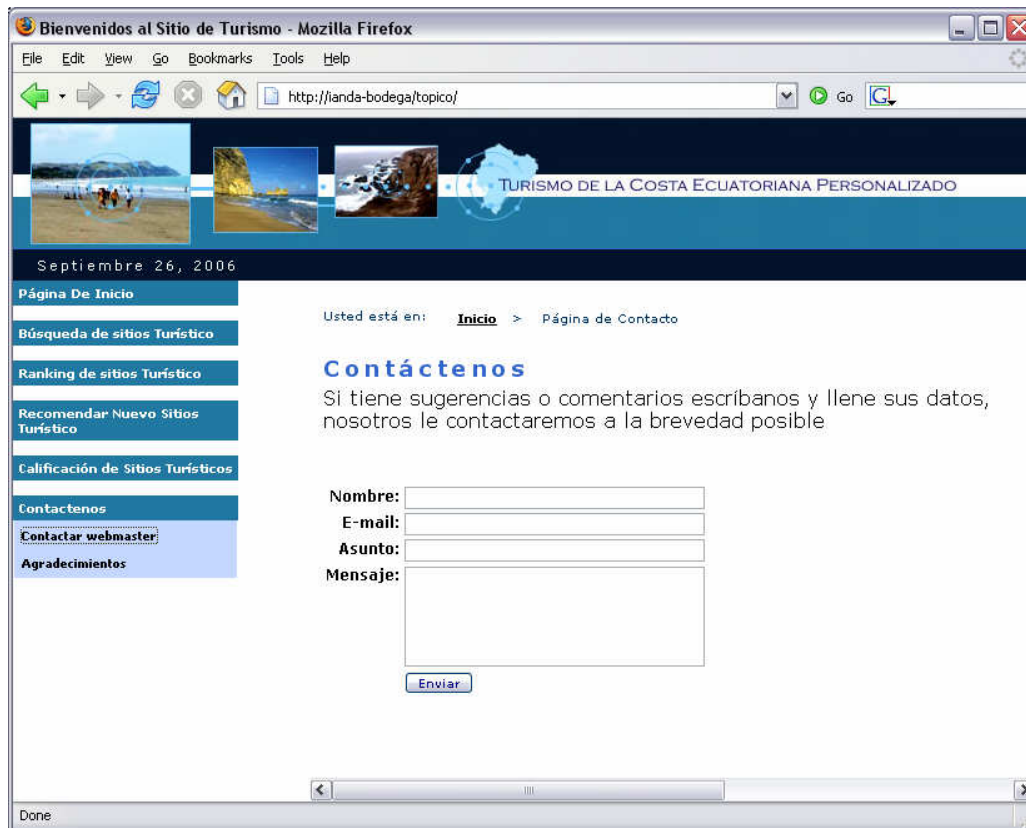 Bienvenidos al Sitio de Turismo - Mozilla Firefox
File Edit View Go Bookmarks Tools Help
http://ianda-bodega/topico/ Go G
TURISMO DE LA COSTA ECUATORIANA PERSONALIZADO
Septiembre 26, 2006
Página De Inicio
Búsqueda de sitios Turístico
Ranking de sitios Turístico
Recomendar Nuevo Sitios
Turístico
Calificación de Sitios Turísticos
Contactenos
Contactar webmaster
Agradecimientos
Usted está en: Inicio > Página de Contacto
Contáctenos
Si tiene sugerencias o comentarios escríbanos y llene sus datos,
nosotros le contactaremos a la brevedad posible
Nombre:
E-mail:
Asunto:
Mensaje:
Enviar
Done